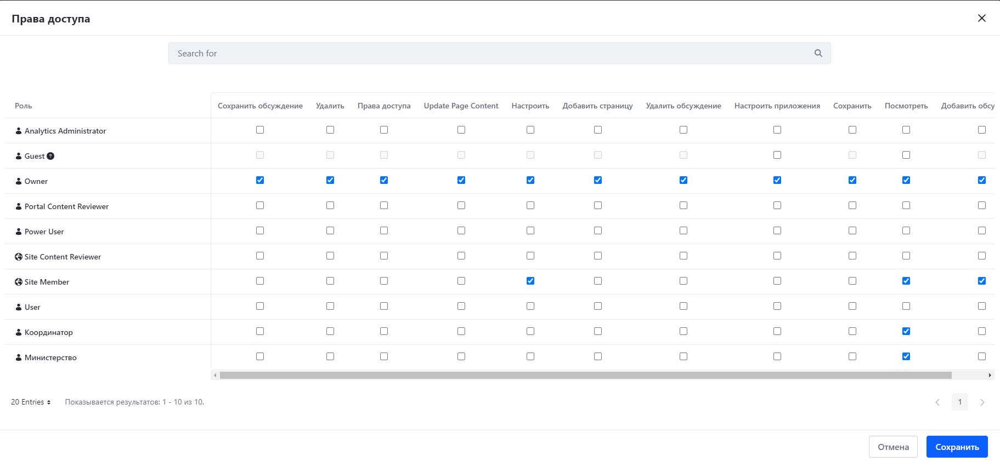 Права доступа
Search for
Роль Сохранить обсуждение Удалить Права доступа Update Page Content Настроить Добавить страницу Удалить обсуждение Настроить приложения Сохранить Посмотреть Добавить обсу
Analytics Administrator
Guest ?
Owner
Portal Content Reviewer
Power User
Site Content Reviewer
Site Member
User
Координатор
Министерство
20 Entries Показывается результатов: 1 - 10 из 10. 1
Отмена Сохранить